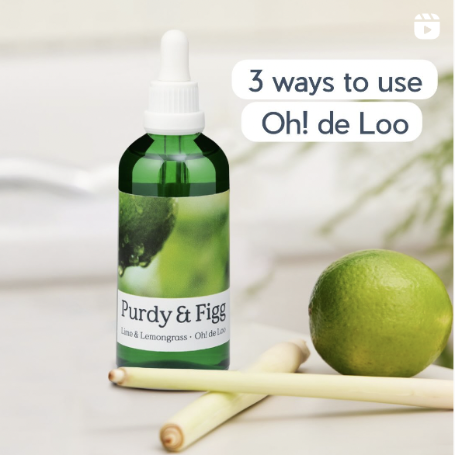 3 ways to use
Oh! de Loo
Purdy & Figg
Lime & Lemongrass · Oh! de Loo